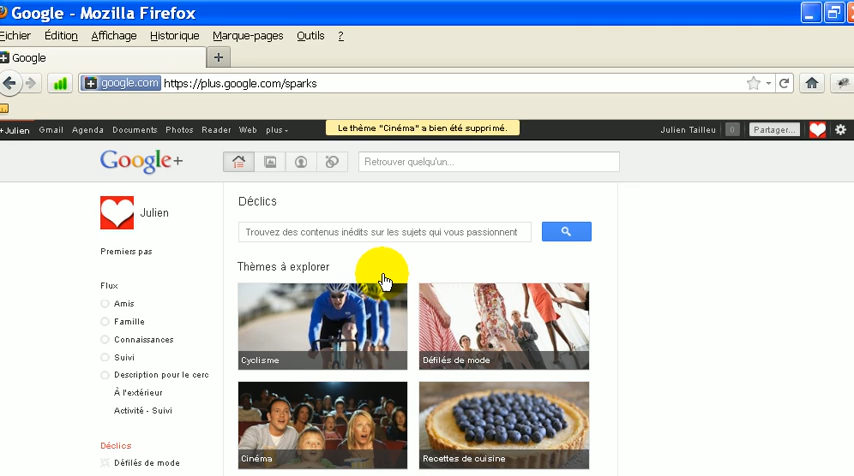 Google - Mozilla Firefox
Fichier Édition Affichage Historique Marque-pages Outils ?
Google +
google.com https://plus.google.com/sparks
+Julien Gmail Agenda Documents Photos Reader Web plus
Le thème "Cinéma" a bien été supprimé.
Julien Tailleu 0 Partager...
Google+
Retrouver quelqu'un...
Julien
Premiers pas
Flux
Amis
Famille
Connaissances
Suivi
Description pour le cerc
À l'extérieur
Activité - Suivi
Déclics
Défilés de mode
Déclics
Trouvez des contenus inédits sur les sujets qui vous passionnent
Thèmes à explorer
Cyclisme
Défilés de mode
Cinéma
Recettes de cuisine